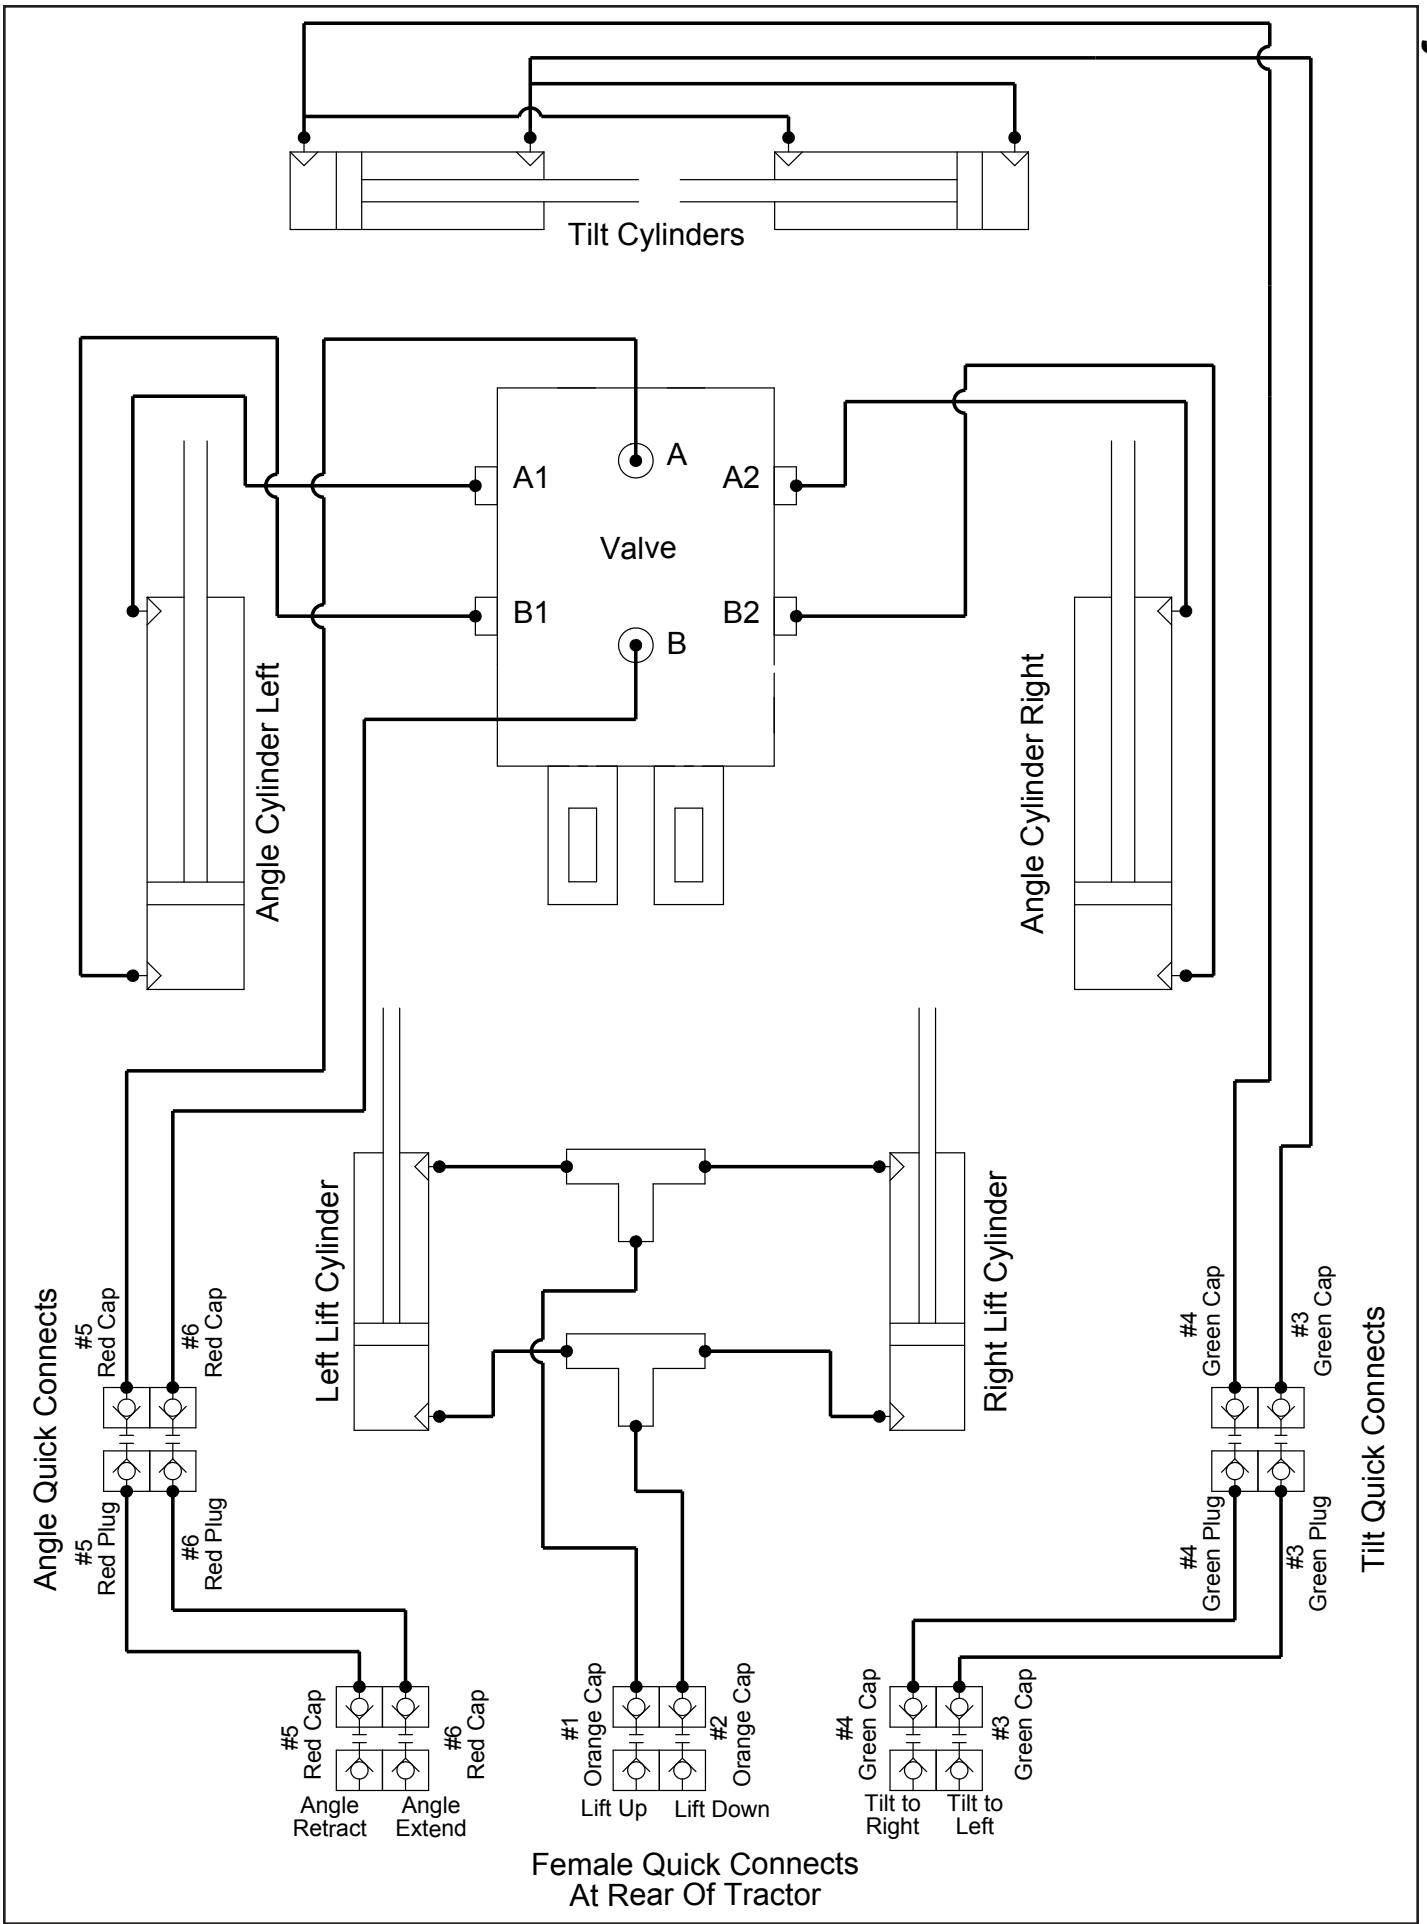 Tilt Cylinders
A
A1
A2
Valve
B1
B2
B
Angle Cylinder Left
Angle Cylinder Right
Left Lift Cylinder
Right Lift Cylinder
Angle Quick Connects
#5
Red Cap
#6
Red Cap
#5
Red Plug
#6
Red Plug
#4
Green Cap
#3
Green Cap
#4
Green Plug
#3
Green Plug
Tilt Quick Connects
#5
Red Cap
#6
Red Cap
#1
Orange Cap
#2
Orange Cap
#4
Green Cap
#3
Green Cap
Angle
Retract
Angle
Extend
Lift Up
Lift Down
Tilt to
Right
Tilt to
Left
Female Quick Connects
At Rear Of Tractor